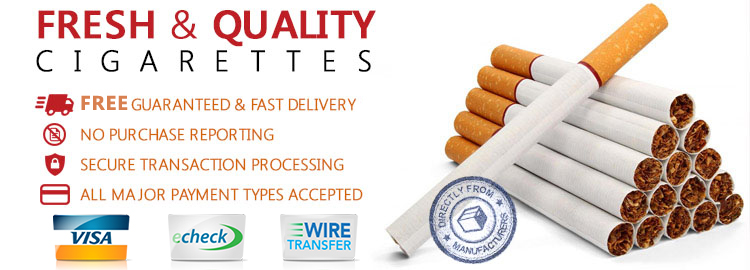 FRESH & QUALITY
CIGARETTES
FREE GUARANTEED & FAST DELIVERY
NO PURCHASE REPORTING
SECURE TRANSACTION PROCESSING
ALL MAJOR PAYMENT TYPES ACCEPTED
VISA
echeck
WIRE
TRANSFER
DIRECTLY FROM
MANUFACTURERS